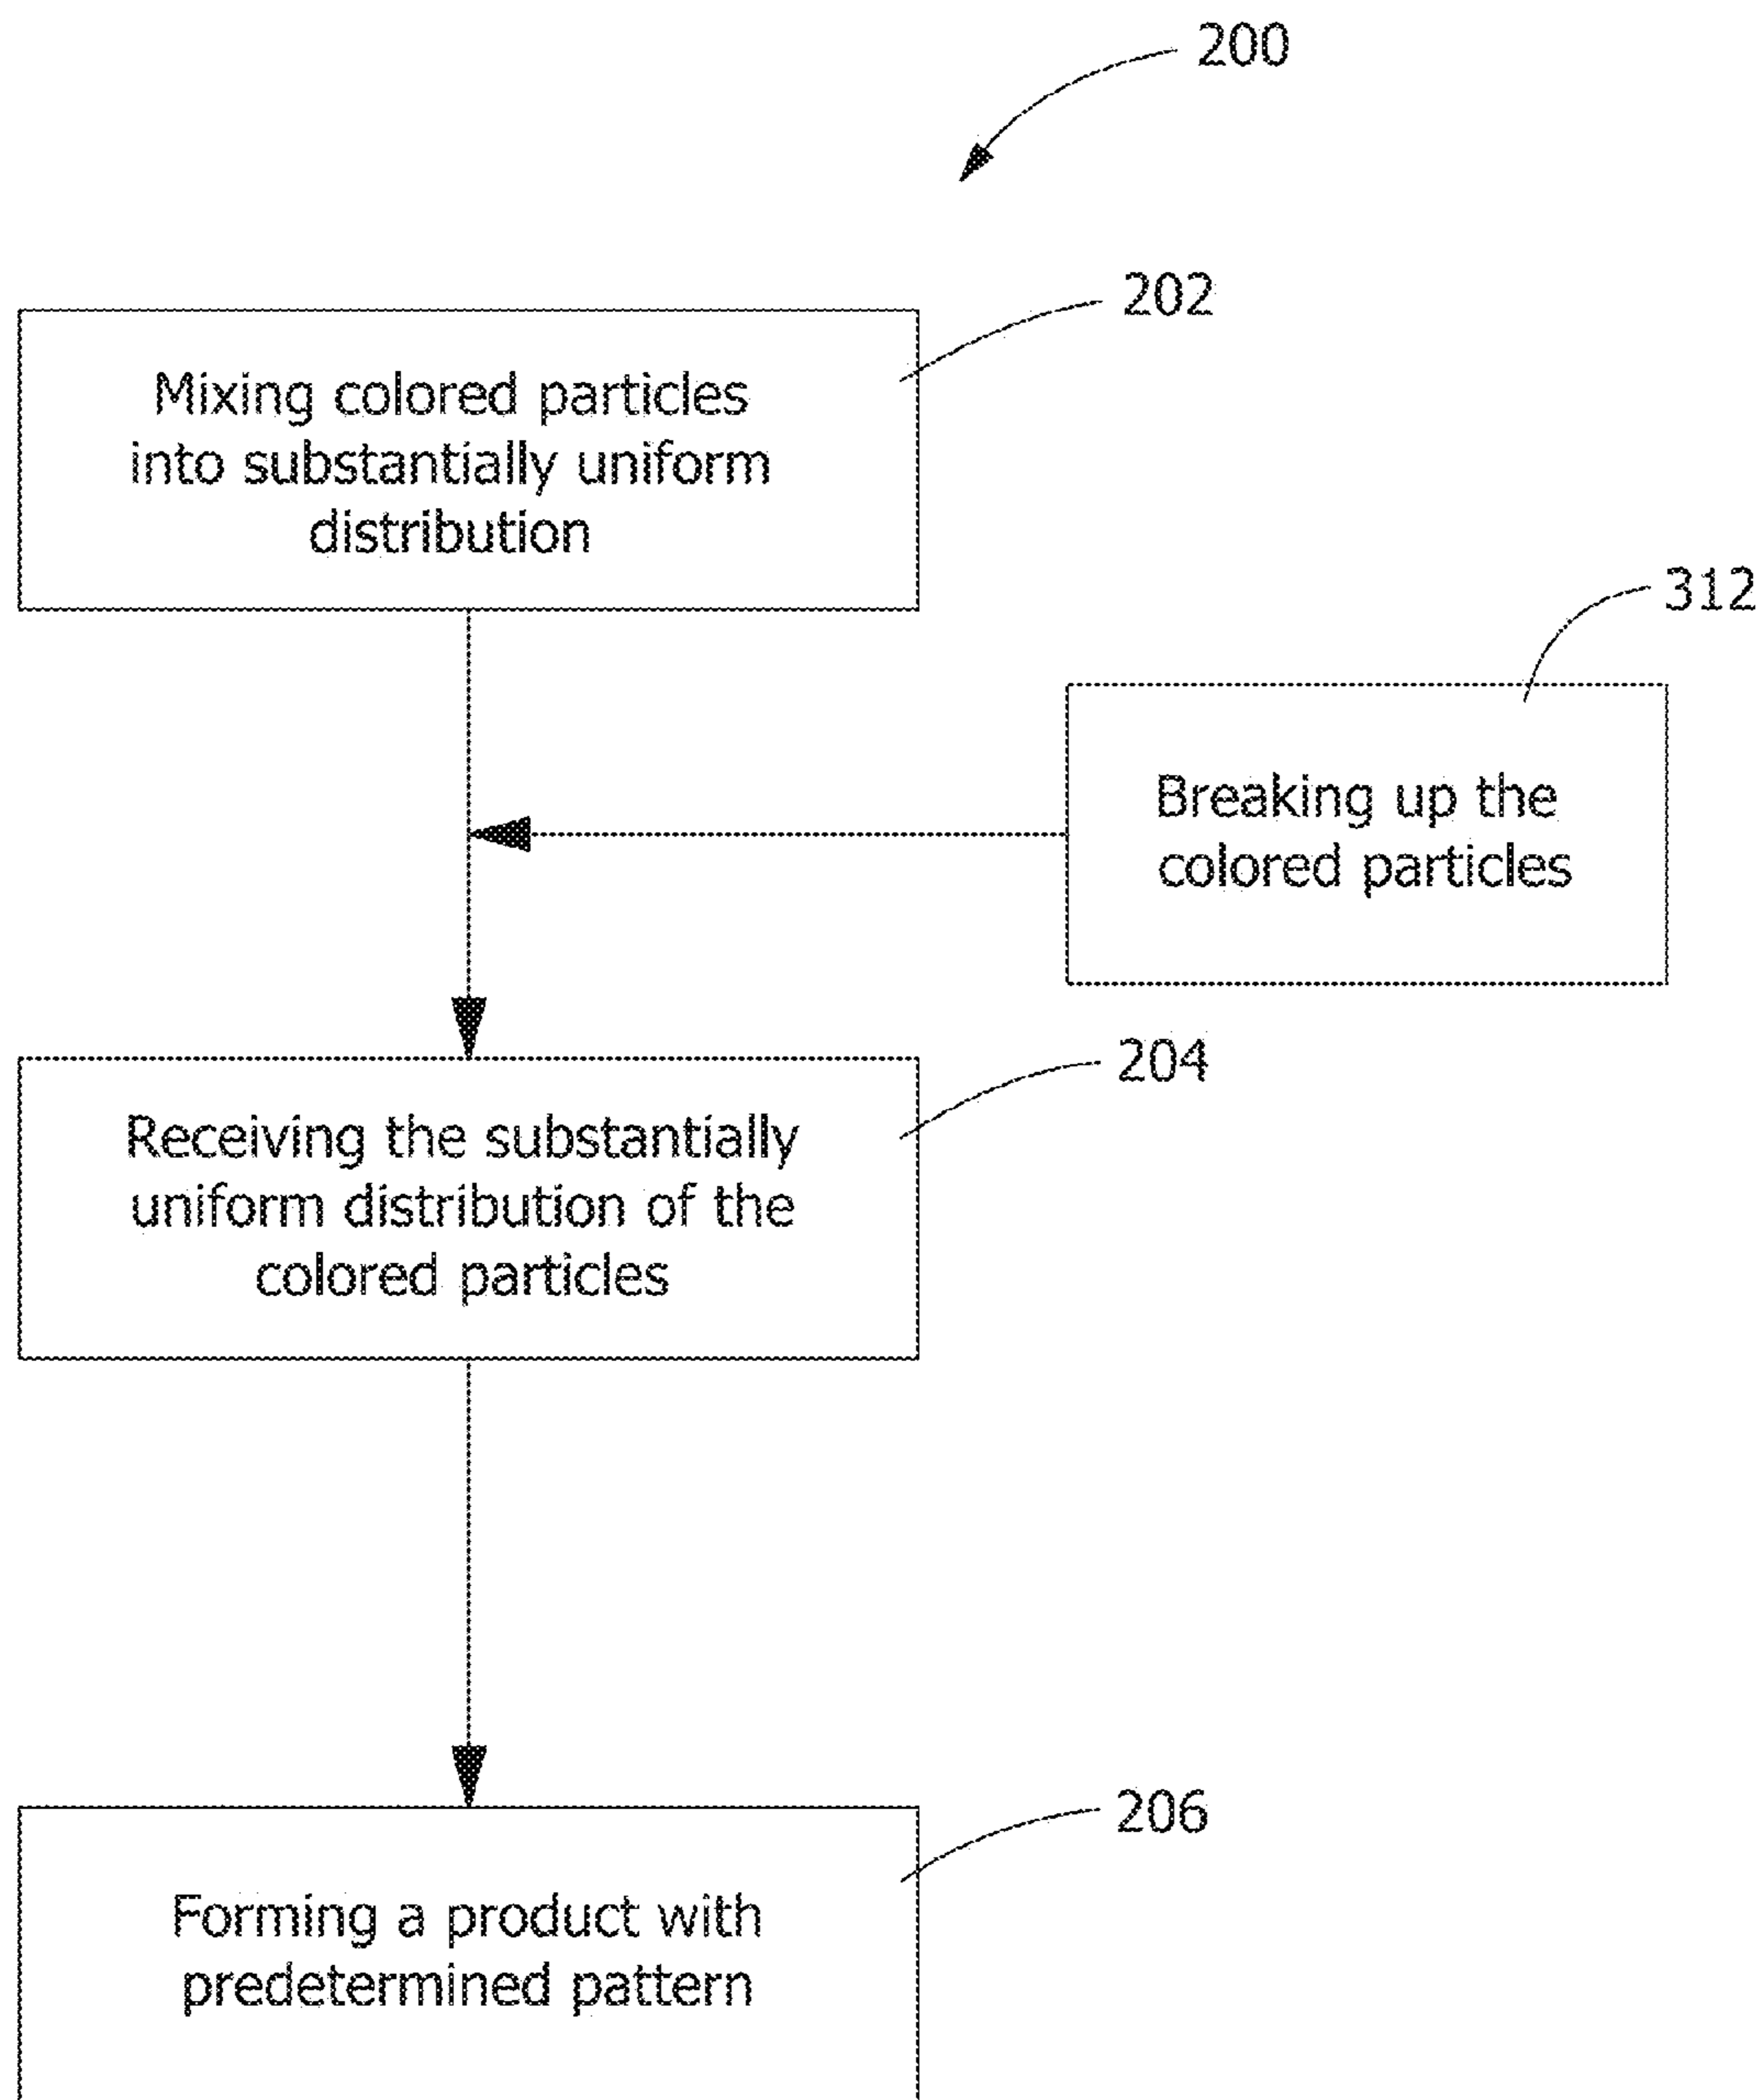 200
202
Mixing colored particles
into substantially uniform
distribution
312
Breaking up the
colored particles
204
Receiving the substantially
uniform distribution of the
colored particles
206
Forming a product with
predetermined pattern